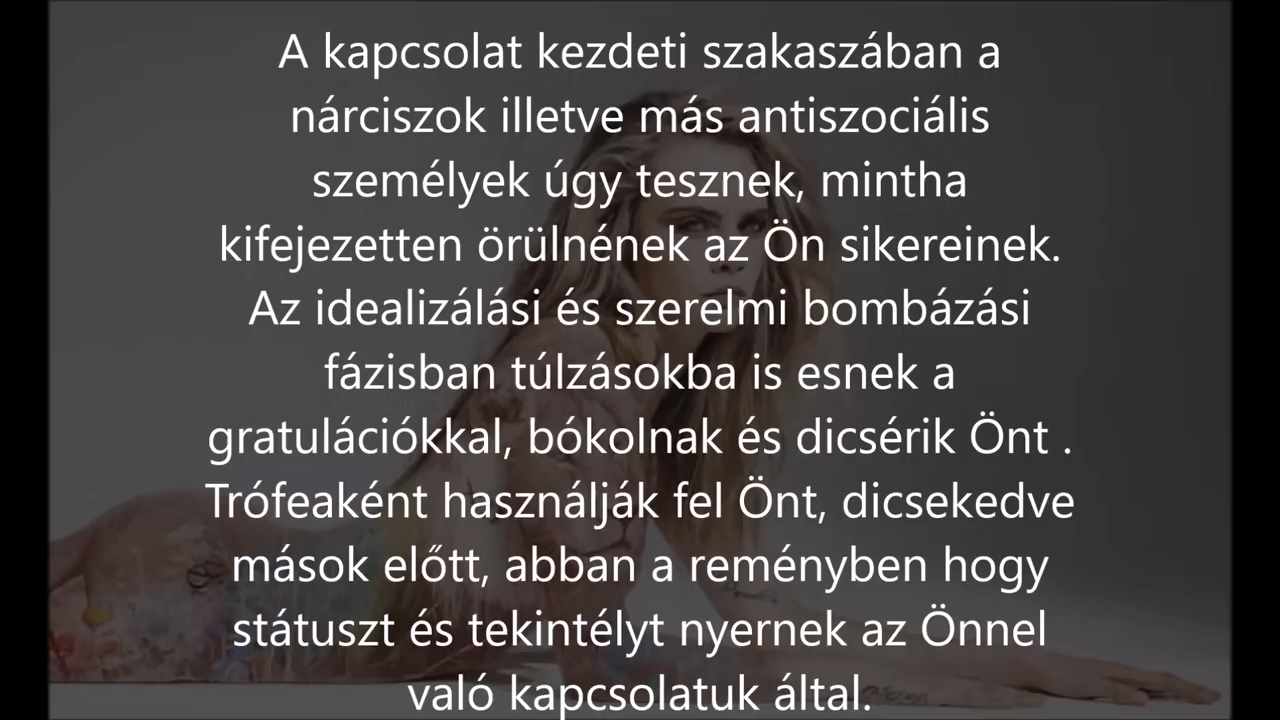 A kapcsolat kezdeti szakaszában a
nárciszok illetve más antiszociális
személyek úgy tesznek, mintha
kifejezetten örülnének az Ön sikereinek.
Az idealizálási és szerelmi bombázási
fázisban túlzásokba is esnek a
gratulációkkal, bókolnak és dicsérik Önt .
Trófeaként használják fel Önt, dicsekedve
mások előtt, abban a reményben hogy
státuszt és tekintélyt nyernek az Önnel
való kapcsolatuk által.